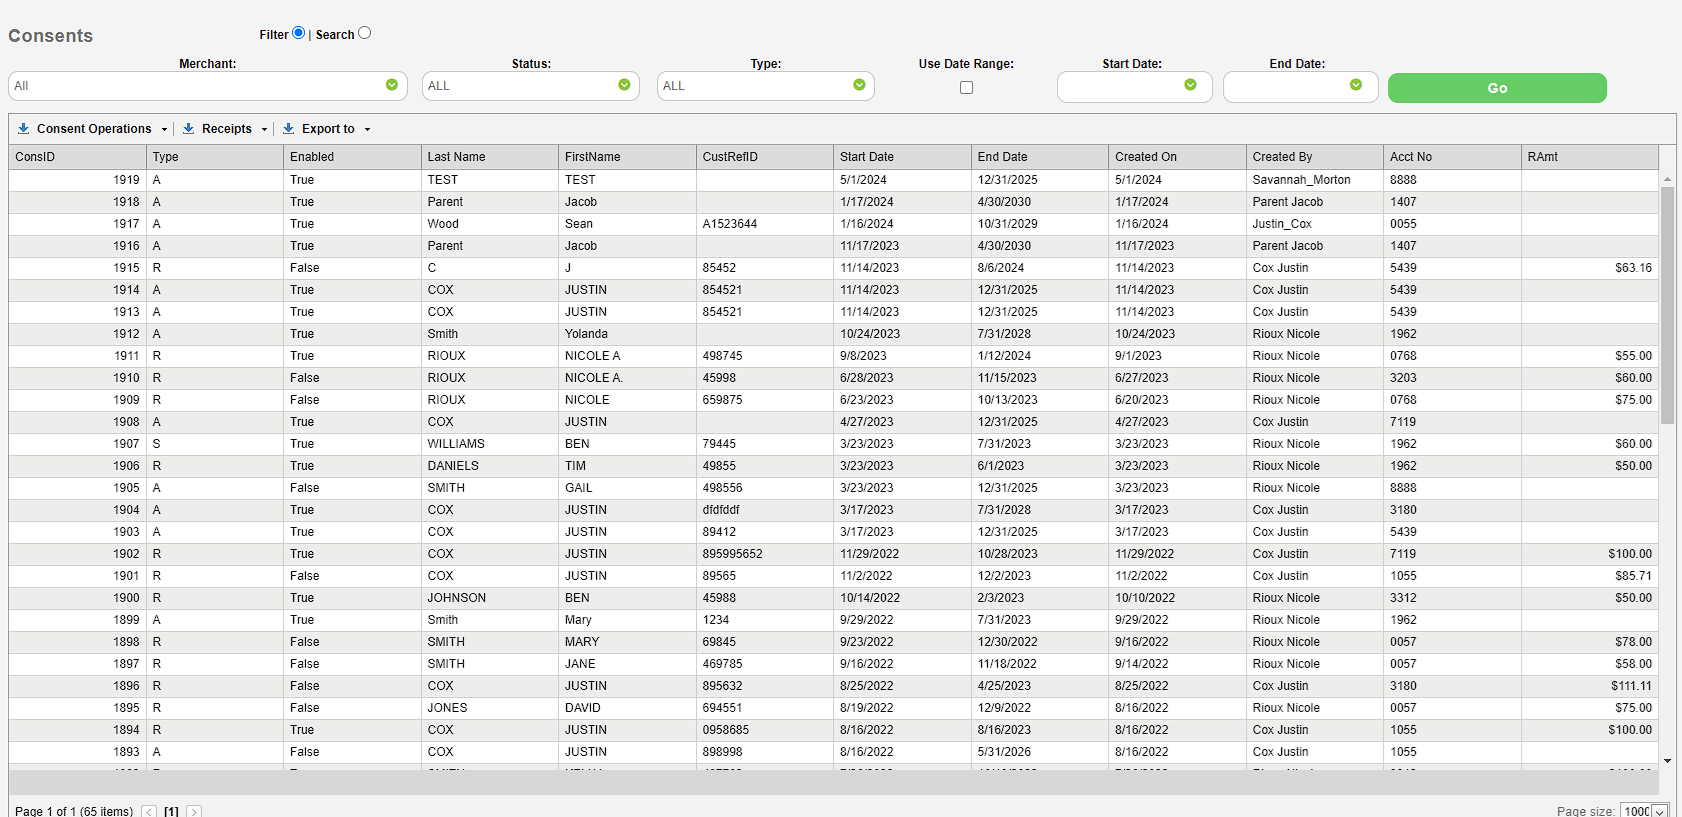 Consents Filter | Search
Merchant: Status: Type: Use Date Range: Start Date: End Date:
All ALL ALL Go
Consent Operations Receipts Export to
ConsID Type Enabled Last Name FirstName CustRefID Start Date End Date Created On Created By Acct No RAmt
1919 A True TEST TEST 5/1/2024 12/31/2025 5/1/2024 Savannah_Morton 8888
1918 A True Parent Jacob 1/17/2024 4/30/2030 1/17/2024 Parent Jacob 1407
1917 A True Wood Sean A1523644 1/16/2024 10/31/2029 1/16/2024 Justin_Cox 0055
1916 A True Parent Jacob 11/17/2023 4/30/2030 11/17/2023 Parent Jacob 1407
1915 R False C J 85452 11/14/2023 8/6/2024 11/14/2023 Cox Justin 5439 $63.16
1914 A True COX JUSTIN 854521 11/14/2023 12/31/2025 11/14/2023 Cox Justin 5439
1913 A True COX JUSTIN 854521 11/14/2023 12/31/2025 11/14/2023 Cox Justin 5439
1912 A True Smith Yolanda 10/24/2023 7/31/2028 10/24/2023 Rioux Nicole 1962
1911 R True RIOUX NICOLE A 498745 9/8/2023 1/12/2024 9/1/2023 Rioux Nicole 0768 $55.00
1910 R False RIOUX NICOLE A. 45998 6/28/2023 11/15/2023 6/27/2023 Rioux Nicole 3203 $60.00
1909 R False RIOUX NICOLE 659875 6/23/2023 10/13/2023 6/20/2023 Rioux Nicole 0768 $75.00
1908 A True COX JUSTIN 4/27/2023 12/31/2025 4/27/2023 Cox Justin 7119
1907 S True WILLIAMS BEN 79445 3/23/2023 7/31/2023 3/23/2023 Rioux Nicole 1962 $60.00
1906 R True DANIELS TIM 49855 3/23/2023 6/1/2023 3/23/2023 Rioux Nicole 1962 $50.00
1905 A False SMITH GAIL 498556 3/23/2023 12/31/2025 3/23/2023 Rioux Nicole 8888
1904 A True COX JUSTIN dfdfddf 3/17/2023 7/31/2028 3/17/2023 Cox Justin 3180
1903 A True COX JUSTIN 89412 3/17/2023 12/31/2025 3/17/2023 Cox Justin 5439
1902 R True COX JUSTIN 895995652 11/29/2022 10/28/2023 11/29/2022 Cox Justin 7119 $100.00
1901 R False COX JUSTIN 89565 11/2/2022 12/2/2023 11/2/2022 Cox Justin 1055 $85.71
1900 R True JOHNSON BEN 45988 10/14/2022 2/3/2023 10/10/2022 Rioux Nicole 3312 $50.00
1899 A True Smith Mary 1234 9/29/2022 7/31/2023 9/29/2022 Rioux Nicole 1962
1898 R False SMITH MARY 69845 9/23/2022 12/30/2022 9/16/2022 Rioux Nicole 0057 $78.00
1897 R False SMITH JANE 469785 9/16/2022 11/18/2022 9/14/2022 Rioux Nicole 0057 $58.00
1896 R False COX JUSTIN 895632 8/25/2022 4/25/2023 8/25/2022 Cox Justin 3180 $111.11
1895 R False JONES DAVID 694551 8/19/2022 12/9/2022 8/16/2022 Rioux Nicole 0057 $75.00
1894 R True COX JUSTIN 0958685 8/16/2022 8/16/2023 8/16/2022 Cox Justin 1055 $100.00
1893 A False COX JUSTIN 898998 8/16/2022 5/31/2026 8/16/2022 Cox Justin 1055
Page 1 of 1 (65 items) < [1] > Page size: 1000